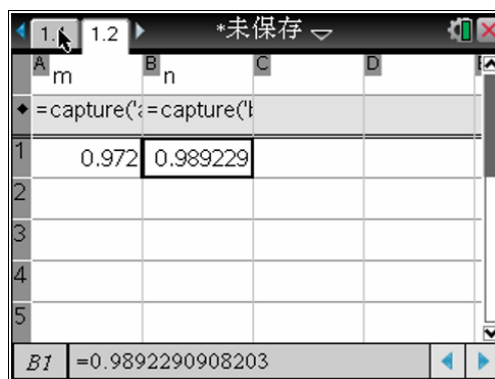 1.1 1.2 *未保存
A m B n C D E
=capture('a =capture('b
1 0.972 0.989229
2
3
4
5
B1 =0.9892290908203